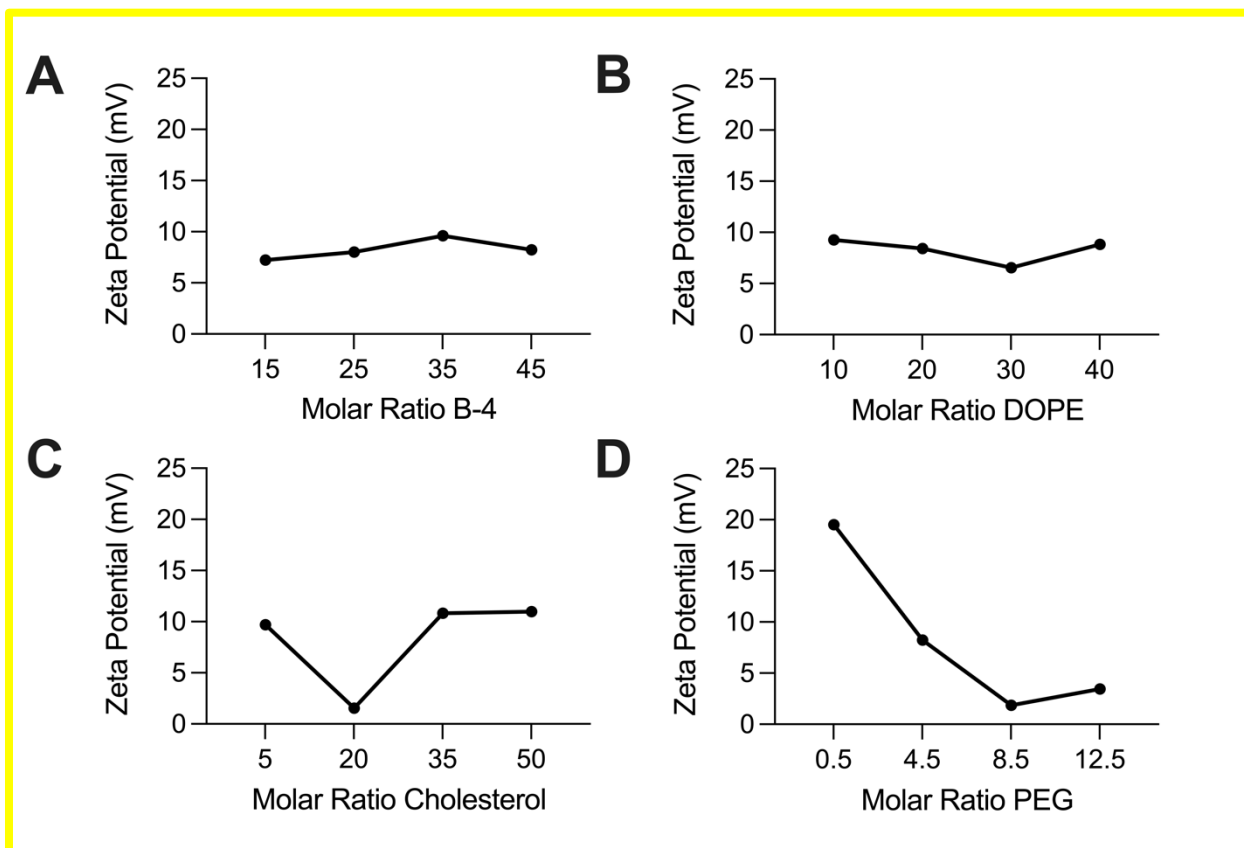 A
Zeta Potential (mV)
25
20
15
10
5
0
15 25 35 45
Molar Ratio B-4
B
Zeta Potential (mV)
25
20
15
10
5
0
10 20 30 40
Molar Ratio DOPE
C
Zeta Potential (mV)
25
20
15
10
5
0
5 20 35 50
Molar Ratio Cholesterol
D
Zeta Potential (mV)
25
20
15
10
5
0
0.5 4.5 8.5 12.5
Molar Ratio PEG